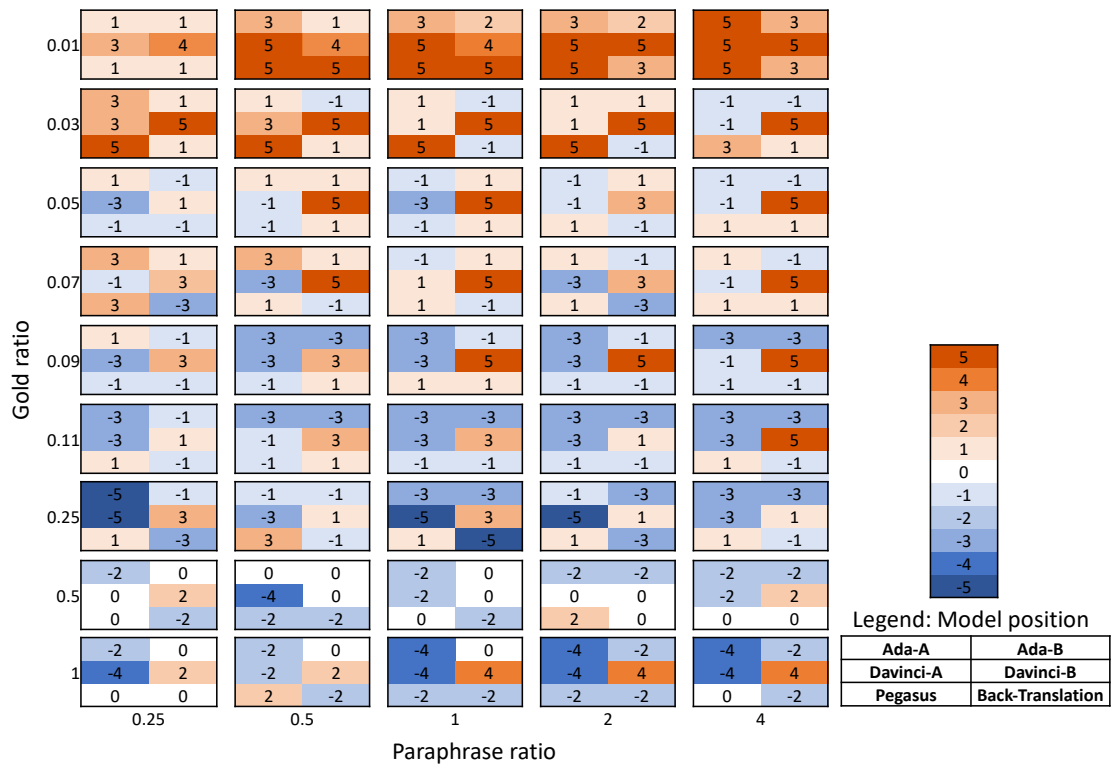 1 1 3 1 3 2 3 2 5 3
0.01 3 4 5 4 5 4 5 5 5 5
1 1 5 5 5 5 5 3 5 3
3 1 1 -1 1 -1 1 1 -1 -1
0.03 3 5 3 5 1 5 1 5 -1 5
5 1 5 1 5 -1 5 -1 3 1
1 -1 1 1 -1 1 -1 1 -1 -1
0.05 -3 1 -1 5 -3 5 -1 3 -1 5
-1 -1 -1 1 -1 1 1 -1 1 1
3 1 3 1 -1 1 1 -1 1 -1
0.07 -1 3 -3 5 1 5 -3 3 -1 5
3 -3 1 -1 1 -1 1 -3 1 1
1 -1 -3 -3 -3 -1 -3 -1 -3 -3
0.09 -3 3 -3 3 -3 5 -3 5 -1 5
-1 -1 -1 1 1 1 -1 -1 -1 -1
-3 -1 -3 -3 -3 -3 -3 -3 -3 -3
0.11 -3 1 -1 3 -3 3 -3 1 -3 5
1 -1 -1 1 -1 -1 -1 -1 1 -1
-5 -1 -1 -1 -3 -3 -1 -3 -3 -3
0.25 -5 3 -3 1 -5 3 -5 1 -3 1
1 -3 3 -1 1 -5 1 -3 1 -1
-2 0 0 0 -2 0 -2 -2 -2 -2
0.5 0 2 -4 0 -2 0 0 0 -2 2
0 -2 -2 -2 0 -2 2 0 0 0
-2 0 -2 0 -4 0 -4 -2 -4 -2
1 -4 2 -2 2 -4 4 -4 4 -4 4
0 0 2 -2 -2 -2 -2 -2 0 -2
0.25 0.5 1 2 4
Paraphrase ratio
Gold ratio
5
4
3
2
1
0
-1
-2
-3
-4
-5
Legend: Model position
Ada-A Ada-B
Davinci-A Davinci-B
Pegasus Back-Translation